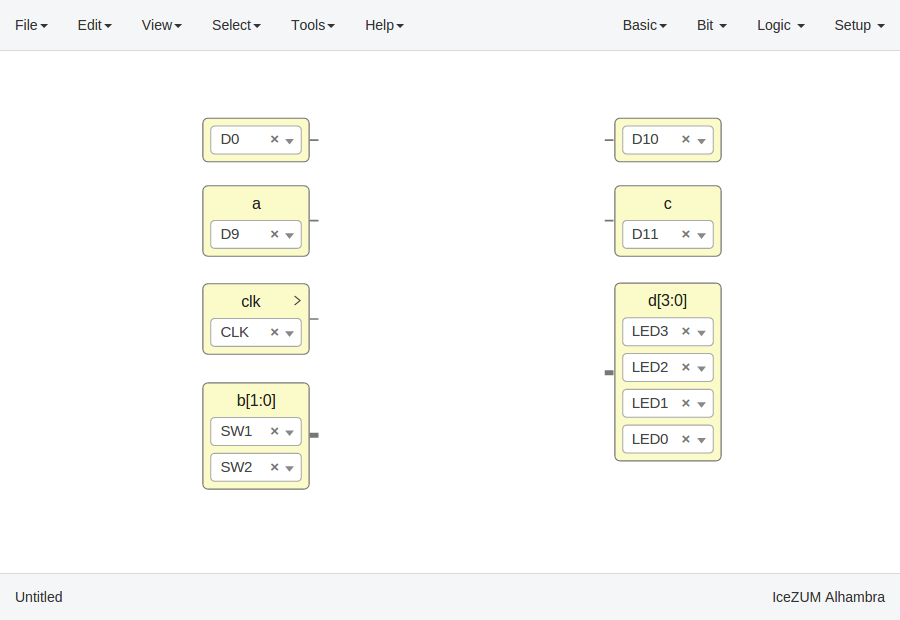 File Edit View Select Tools Help Basic Bit Logic Setup
D0 ×
a
D9 ×
clk >
CLK ×
b[1:0]
SW1 ×
SW2 ×
D10 ×
c
D11 ×
d[3:0]
LED3 ×
LED2 ×
LED1 ×
LED0 ×
Untitled IceZUM Alhambra